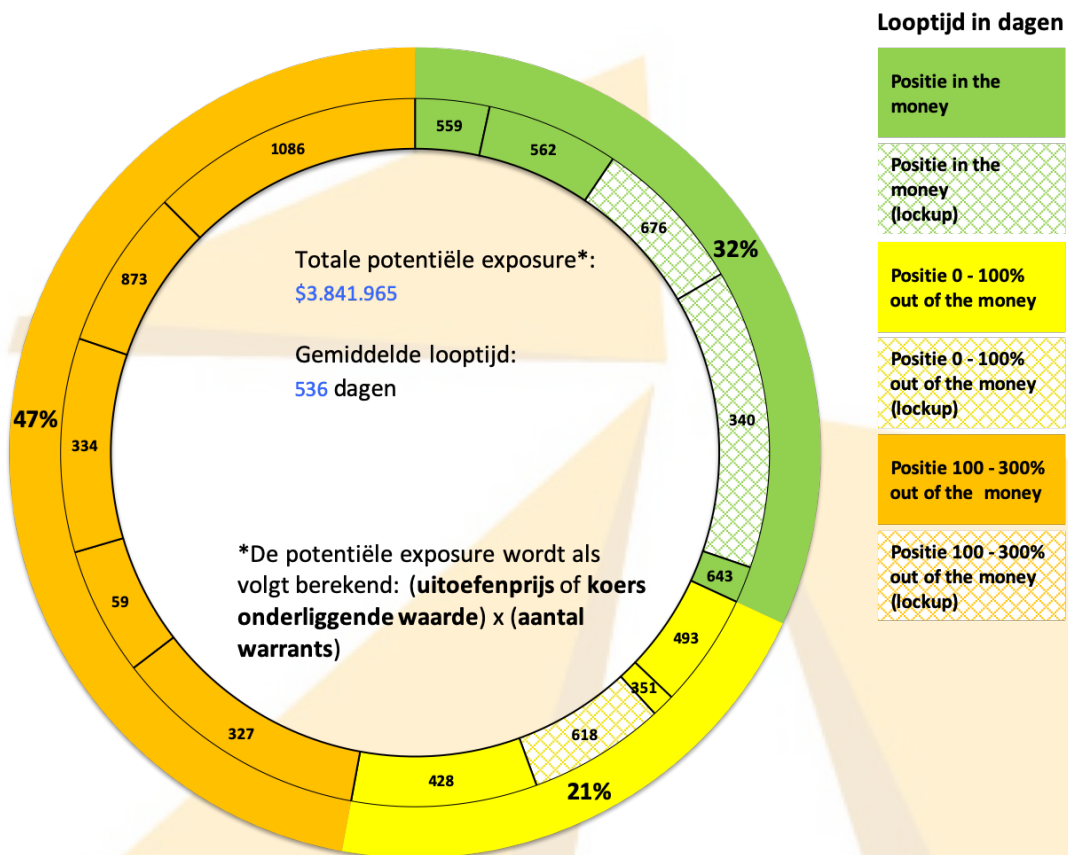 Looptijd in dagen
Positie in the
money
Positie in the
money
(lockup)
Positie 0 - 100%
out of the money
Positie 0 - 100%
out of the money
(lockup)
Positie 100 - 300%
out of the  money
Positie 100 - 300%
out of the money
(lockup)
559
562
676
32%
340
643
493
351
618
21%
428
327
59
334
47%
873
1086
Totale potentiële exposure*:
$3.841.965
Gemiddelde looptijd:
536 dagen
*De potentiële exposure wordt als
volgt berekend: (uitoefenprijs of koers
onderliggende waarde) x (aantal
warrants)